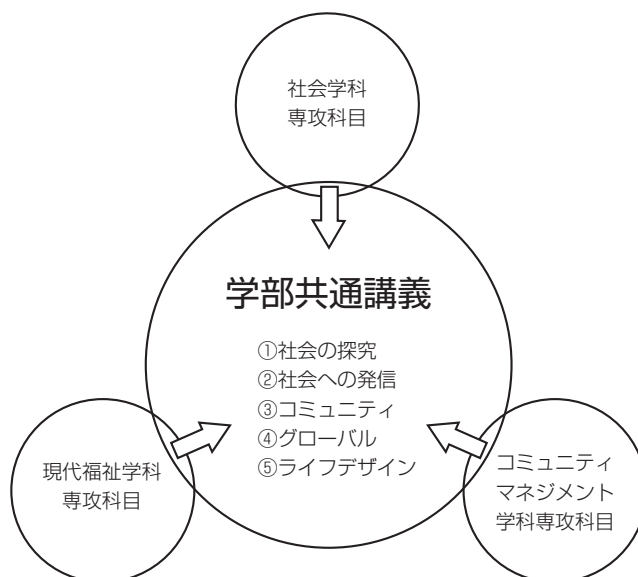 社会学科
専攻科目
学部共通講義
①社会の探究
②社会への発信
③コミュニティ
④グローバル
⑤ライフデザイン
現代福祉学科
専攻科目
コミュニティ
マネジメント
学科専攻科目